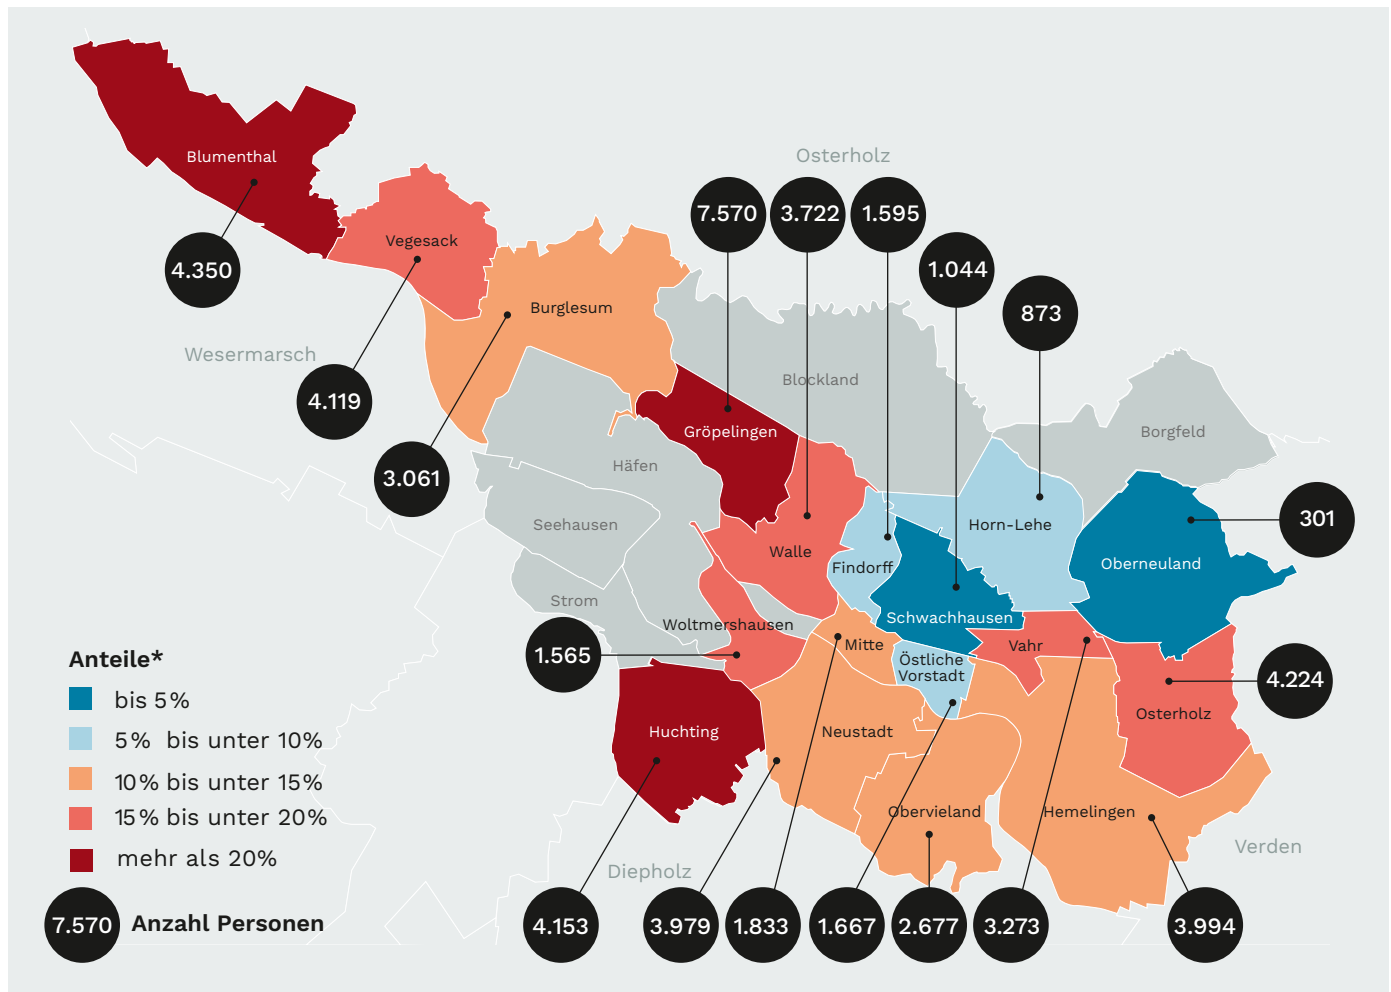 Osterholz
Blumenthal
7.570
3.722
1.595
Vegesack
4.350
1.044
Burglesum
873
Wesermarsch
4.119
Blockland
Gröpelingen
Borgfeld
Häfen
3.061
Seehausen
Horn-Lehe
301
Walle
Findorff
Oberneuland
Strom
Schwachhausen
Woltmershausen
Mitte
Vahr
1.565
Östliche
Vorstadt
4.224
Osterholz
Huchting
Neustadt
Obervieland
Hemelingen
Verden
Diepholz
Anteile*
bis 5%
5% bis unter 10%
10% bis unter 15%
15% bis unter 20%
mehr als 20%
7.570 Anzahl Personen
4.153
3.979
1.833
1.667
2.677
3.273
3.994